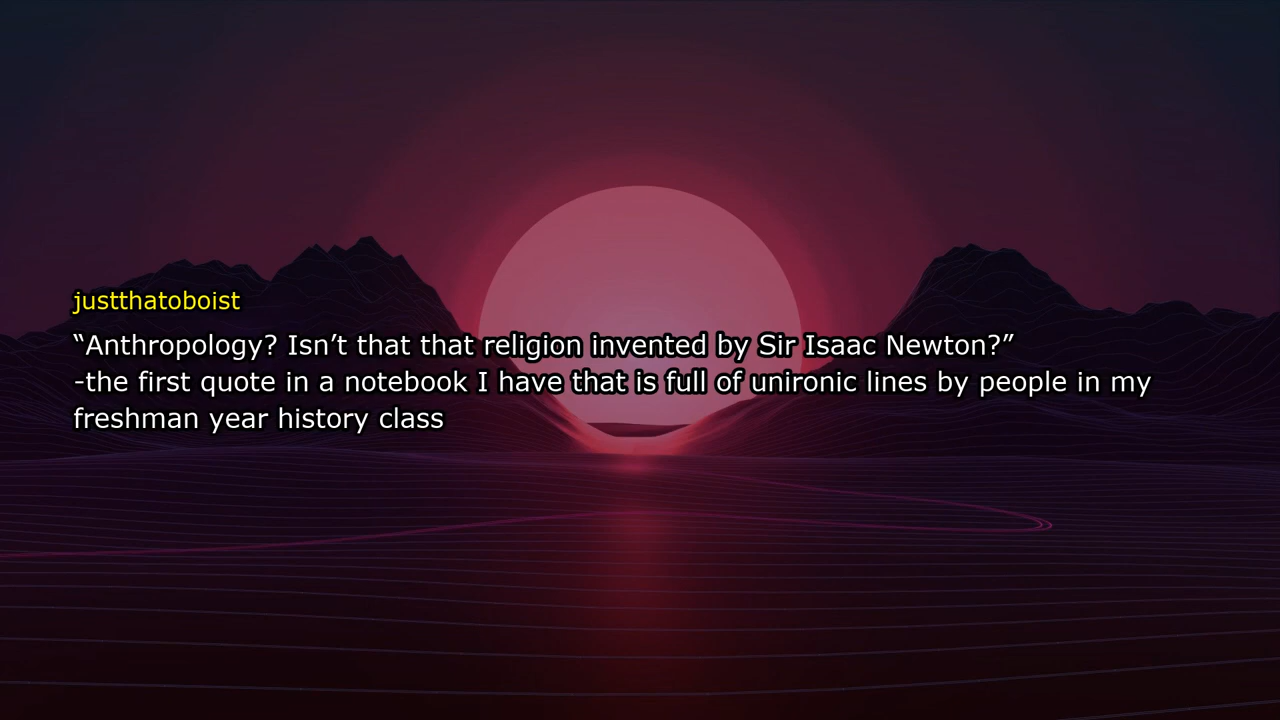 justthatoboist
“Anthropology? Isn’t that that religion invented by Sir Isaac Newton?”
-the first quote in a notebook I have that is full of unironic lines by people in my
freshman year history class